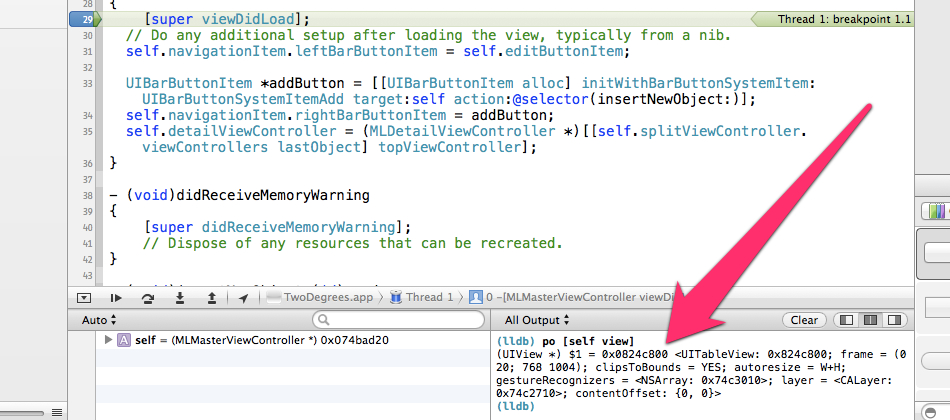 28 {
29 [super viewDidLoad];
Thread 1: breakpoint 1.1
30 // Do any additional setup after loading the view, typically from a nib.
31 self.navigationItem.leftBarButtonItem = self.editButtonItem;
32
33 UIBarButtonItem *addButton = [[UIBarButtonItem alloc] initWithBarButtonSystemItem:
UIBarButtonSystemItemAdd target:self action:@selector(insertNewObject:)];
34 self.navigationItem.rightBarButtonItem = addButton;
35 self.detailViewController = (MLDetailViewController *)[[self.splitViewController.
viewControllers lastObject] topViewController];
36 }
37
38 - (void)didReceiveMemoryWarning
39 {
40 [super didReceiveMemoryWarning];
41 // Dispose of any resources that can be recreated.
42 }
43
TwoDegrees.app
Thread 1
0 -[MLMasterViewController viewDi
Auto
All Output
Clear
A self = (MLMasterViewController *) 0x074bad20
(lldb) po [self view]
(UIView *) $1 = 0x0824c800 <UITableView: 0x824c800; frame = (0
20; 768 1004); clipsToBounds = YES; autoresize = W+H;
gestureRecognizers = <NSArray: 0x74c3010>; layer = <CALayer:
0x74c2710>; contentOffset: {0, 0}>
(lldb)